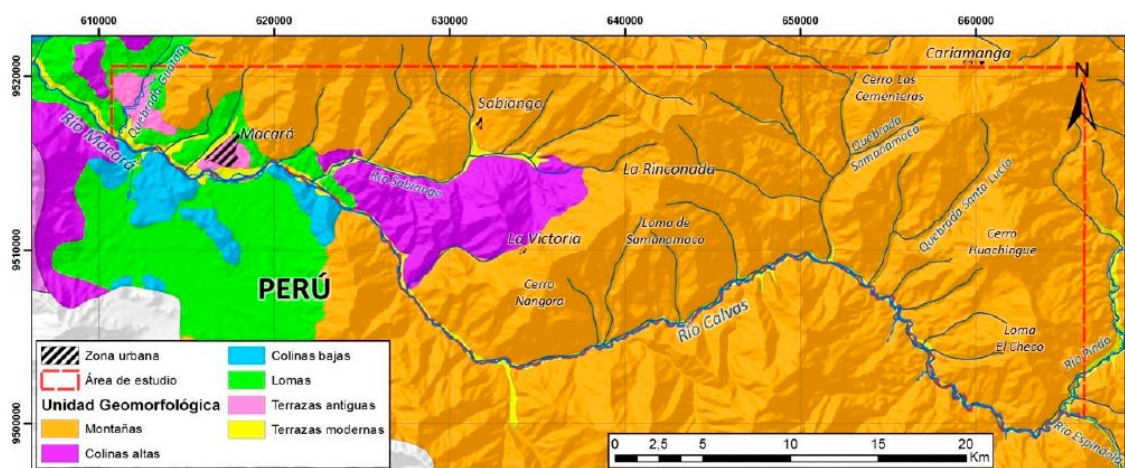 610000
620000
630000
640000
650000
660000
9520000
9510000
9500000
Quebrada Guatara
Río Macará
Macará
Sabiango
Río Sabiango
La Rinconada
La Victoria
Loma de
Samanamaca
Cerro
Nangora
Río Calvas
Cariamanga
N
Cerro Las
Cementeras
Quebrada
Samanamaca
Quebrada Santa Lucía
Cerro
Huachingue
Loma
El Checo
Río Pindo
Río Espindola
PERÚ
Zona urbana
Área de estudio
Unidad Geomorfológica
Montañas
Colinas altas
Colinas bajas
Lomas
Terrazas antiguas
Terrazas modernas
0 2,5 5 10 15 20
Km